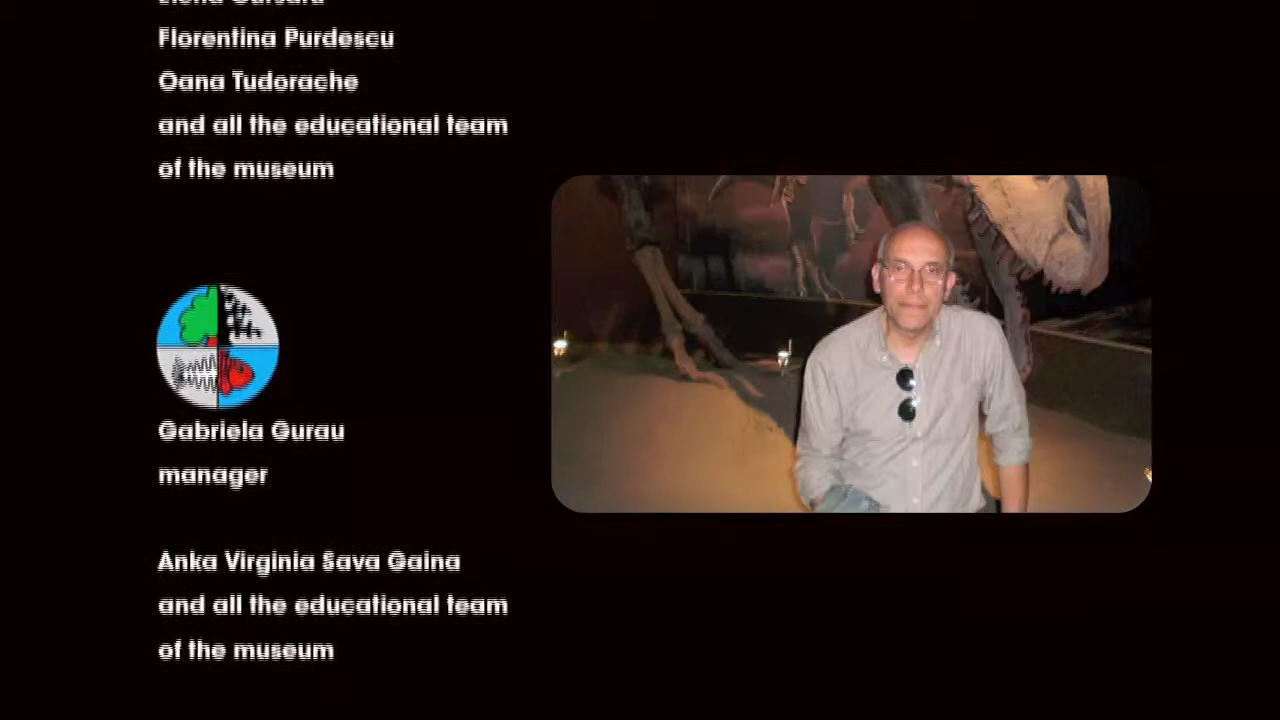 Florentina Purdescu
Oana Tudorache
and all the educational team
of the museum
Gabriela Gurau
manager
Anka Virginia Sava Gaina
and all the educational team
of the museum